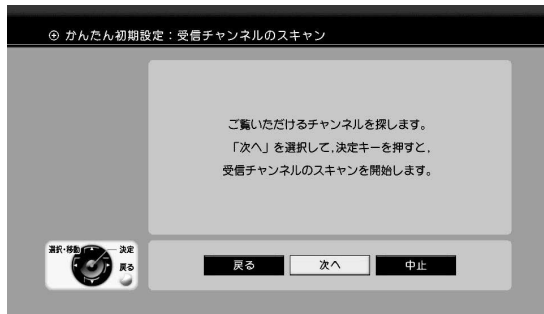 かんたん初期設定：受信チャンネルのスキャン
ご覧いただけるチャンネルを探します。
「次へ」を選択して,決定キーを押すと,
受信チャンネルのスキャンを開始します。
選択・移動 決定
戻る
戻る 次へ 中止